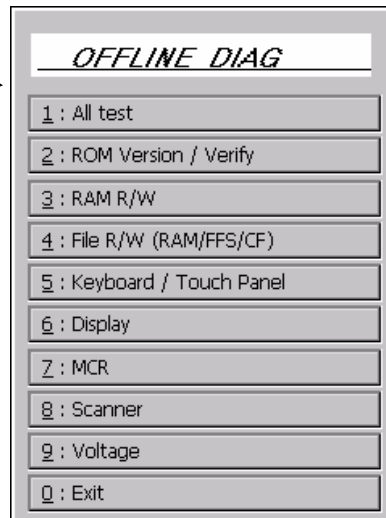 OFFLINE DIAG
1 : All test
2 : ROM Version / Verify
3 : RAM R/W
4 : File R/W (RAM/FFS/CF)
5 : Keyboard / Touch Panel
6 : Display
7 : MCR
8 : Scanner
9 : Voltage
0 : Exit